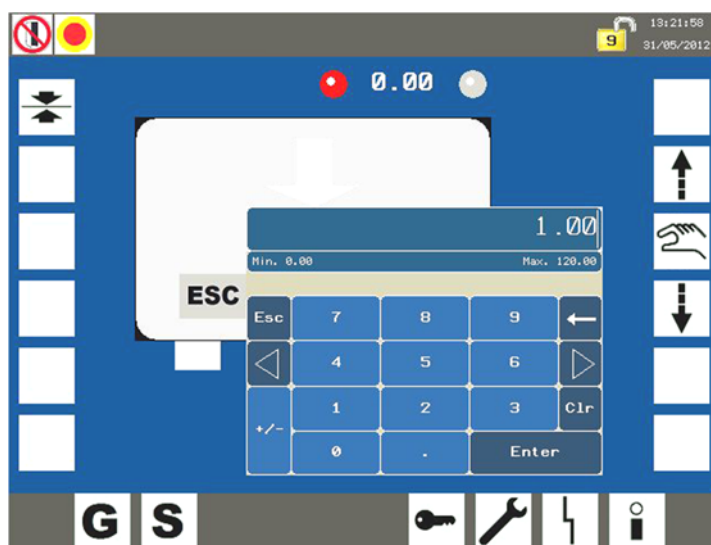 9
13:21:58
31/05/2012
0.00
1.00
Min. 0.00 Max. 120.00
ESC
Esc 7 8 9
4 5 6
+/- 1 2 3 Clr
0 . Enter
G S